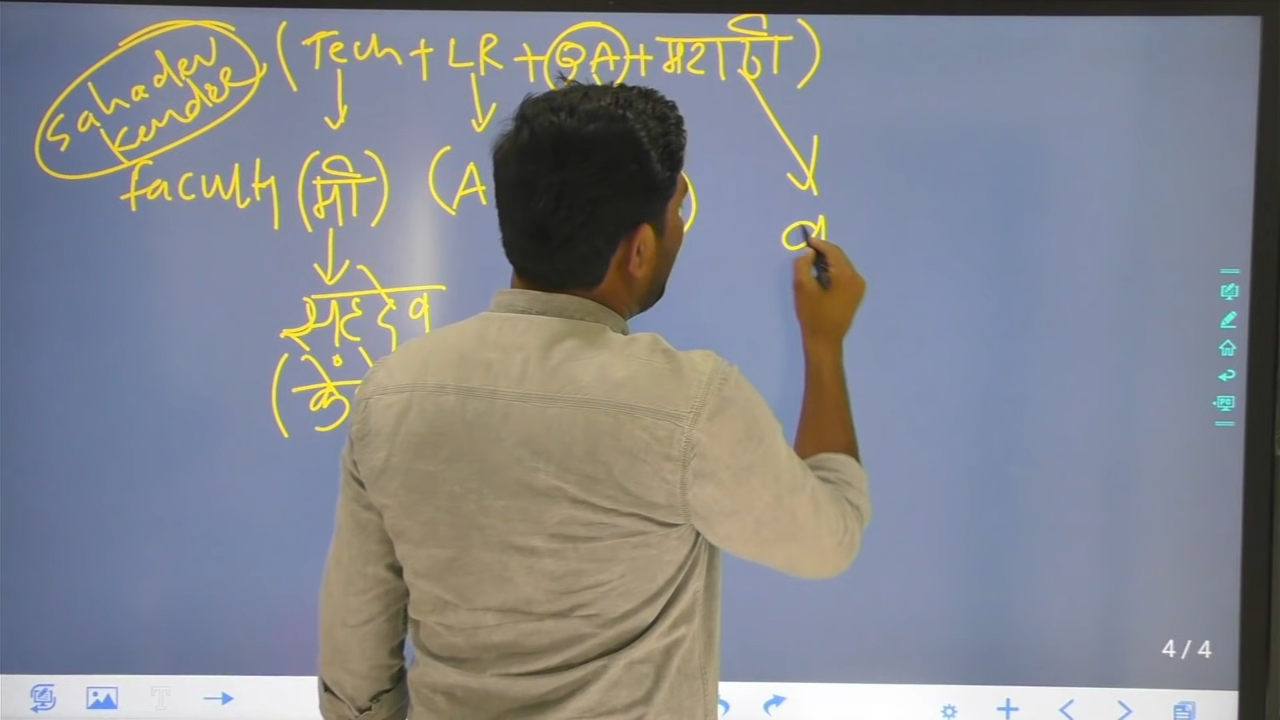 Sahadev (Tech + LR + QA + मराठी)
kendre
faculty (मी) (A )
सहदेव
(कें
4 / 4